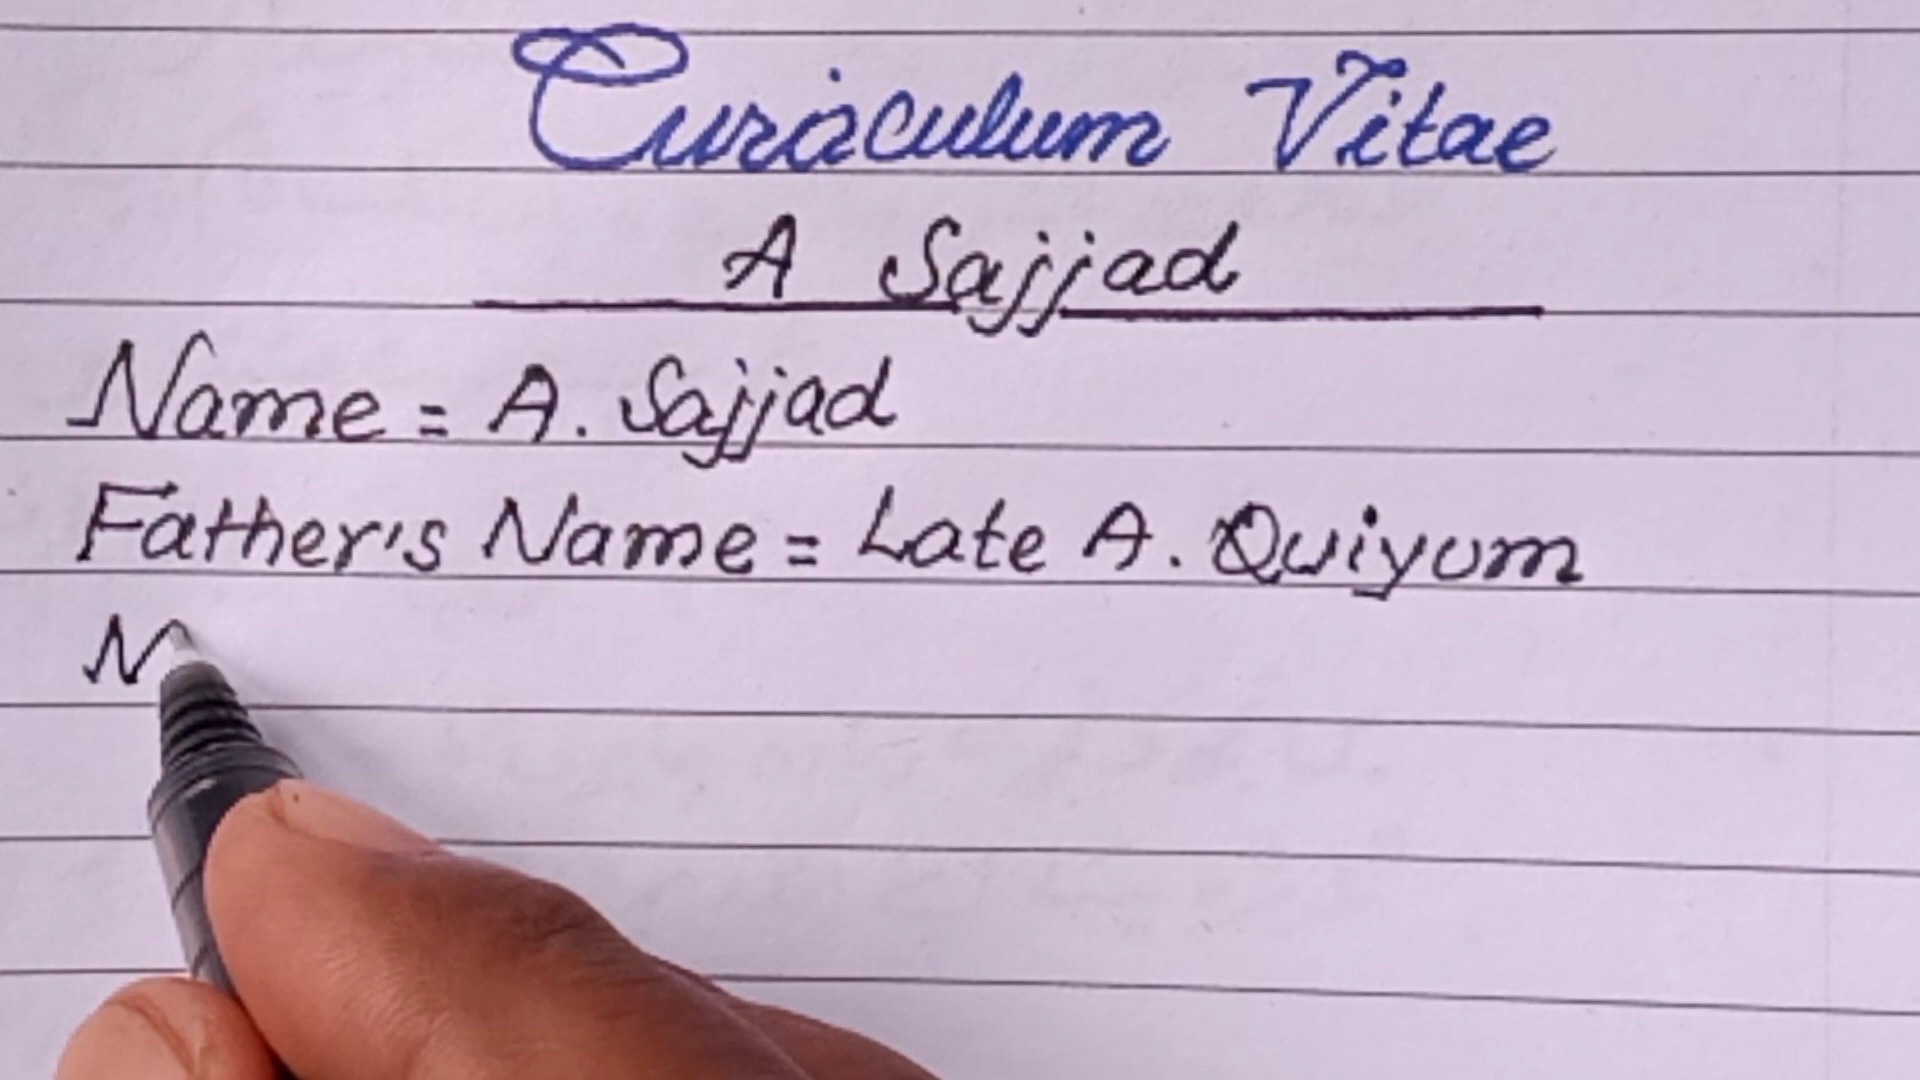 Curriculum Vitae
A Sajjad
Name = A. Sajjad
Father's Name = Late A. Quiyum